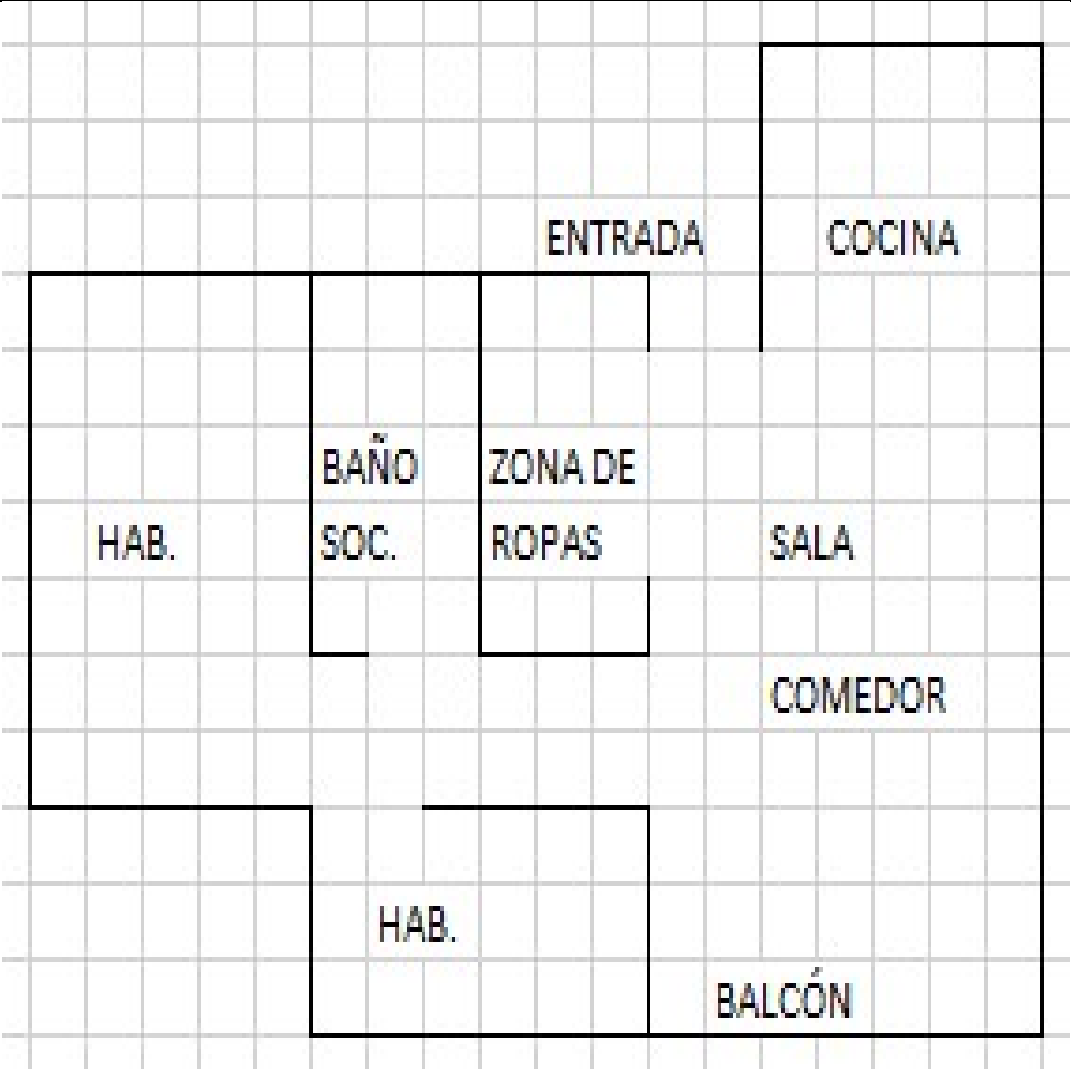 ENTRADA
COCINA
BAÑO
SOC.
ZONA DE
ROPAS
HAB.
SALA
COMEDOR
HAB.
BALCÓN